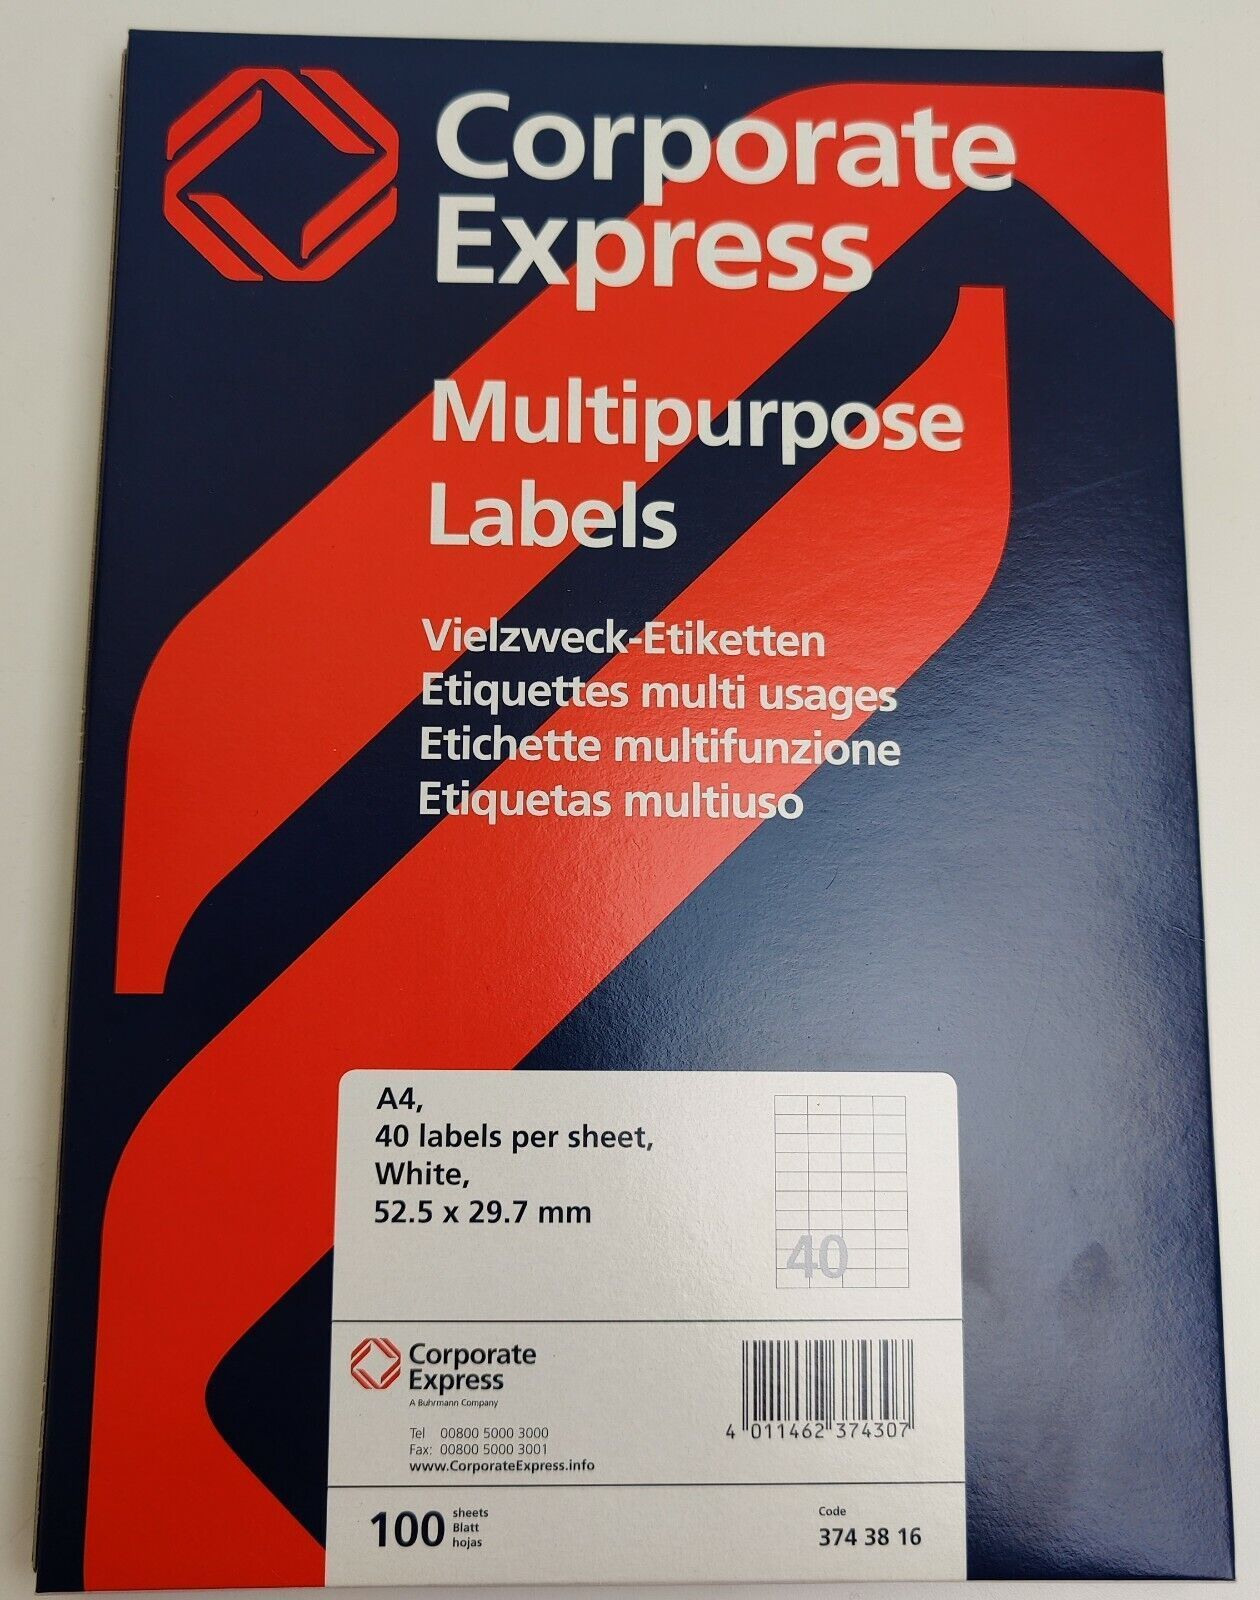 Corporate
Express
Multipurpose
Labels
Vielzweck-Etiketten
Etiquettes multi usages
Etichette multifunzione
Etiquetas multiuso
A4,
40 labels per sheet,
White,
52.5 x 29.7 mm
40
Corporate
Express
A Buhrmann Company
Tel 00800 5000 3000
Fax: 00800 5000 3001
www.CorporateExpress.info
4 011462 374307
100
sheets
Blatt
hojas
Code
374 38 16